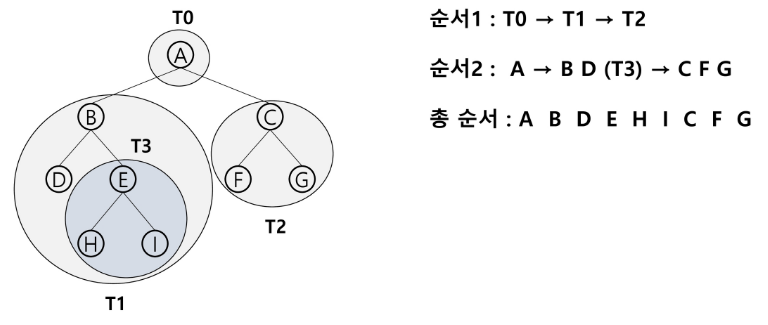 T0
A
B
C
T3
D
E
F
G
H
I
T2
T1
순서1 : T0 → T1 → T2
순서2 : A → B D (T3) → C F G
총 순서 : A B D E H I C F G